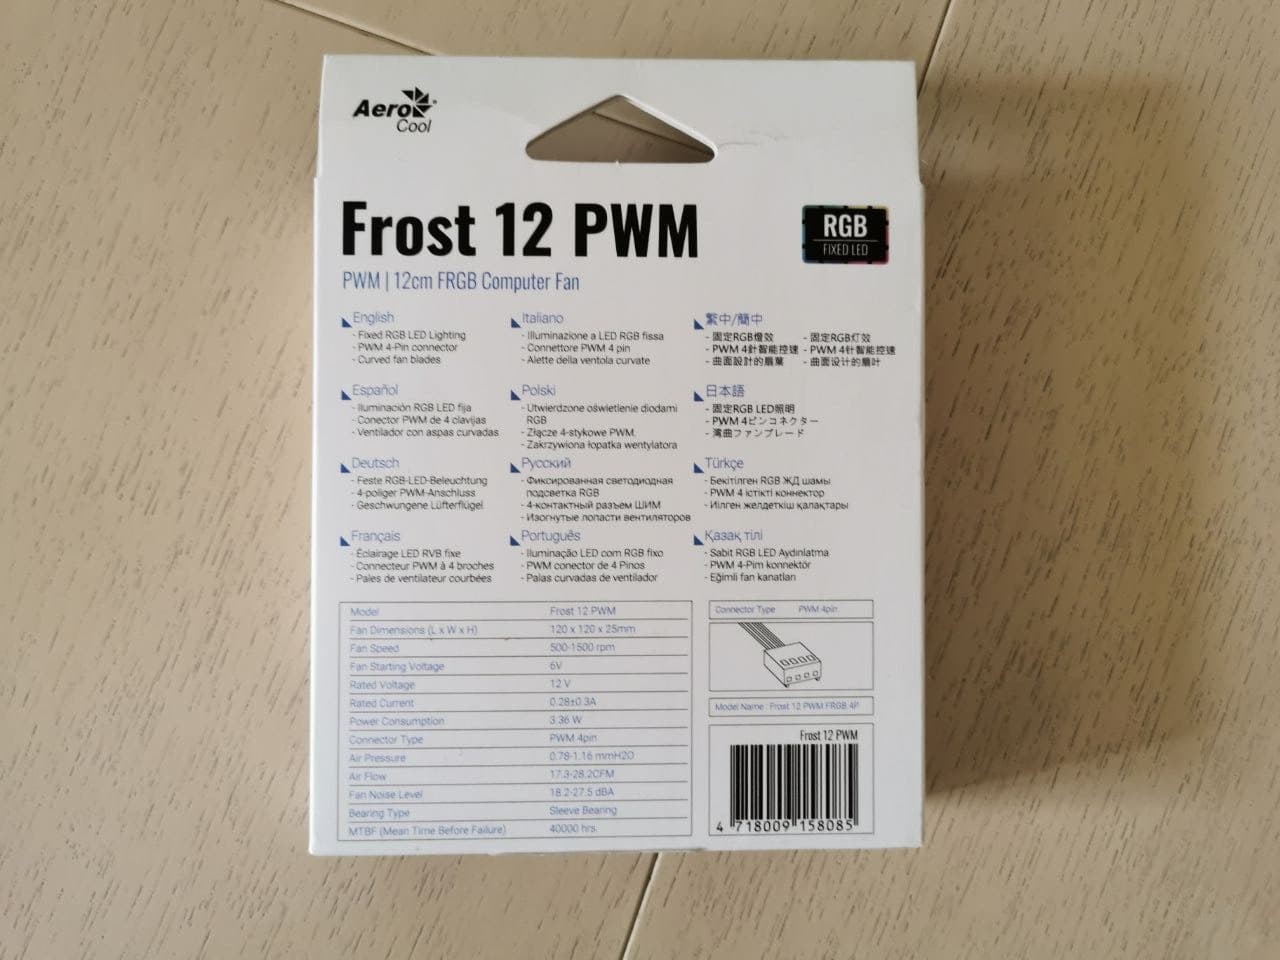 Aero
Cool
Frost 12 PWM
RGB
FIXED LED
PWM | 12cm FRGB Computer Fan
English
- Fixed RGB LED Lighting
- PWM 4-Pin connector
- Curved fan blades
Italiano
- Illuminazione a LED RGB fissa
- Connettore PWM 4 pin
- Alette della ventola curvate
繁中/簡中
- 固定RGB燈效
- PWM 4針智能控速
- 曲面設計的扇葉
- 固定RGB灯效
- PWM 4针智能控速
- 曲面设计的扇叶
Español
- Iluminación RGB LED fija
- Conector PWM de 4 clavijas
- Ventilador con aspas curvadas
Polski
- Utwierdzone oświetlenie diodami
RGB
- Złącze 4-stykowe PWM.
- Zakrzywiona łopatka wentylatora
日本語
- 固定RGB LED照明
- PWM 4ピンコネクター
- 湾曲ファンブレード
Deutsch
- Feste RGB-LED-Beleuchtung
- 4-poliger PWM-Anschluss
- Geschwungene Lüfterflügel
Русский
- Фиксированная светодиодная
подсветка RGB
- 4-контактный разъем ШИМ
- Изогнутые лопасти вентиляторов
Türkçe
- Бекітілген RGB ЖД шамы
- PWM 4 істікті коннектор
- Иілген желдеткіш қалақтары
Français
- Éclairage LED RVB fixe
- Connecteur PWM à 4 broches
- Pales de ventilateur courbées
Português
- Iluminação LED com RGB fixo
- PWM conector de 4 Pinos
- Palas curvadas de ventilador
Қазақ тілі
- Sabit RGB LED Aydınlatma
- PWM 4-Pim konnektör
- Eğimli fan kanatları
Model Frost 12 PWM
Fan Dimensions (L x W x H) 120 x 120 x 25mm
Fan Speed 500-1500 rpm
Fan Starting Voltage 6V
Rated Voltage 12 V
Rated Current 0.28±0.3A
Power Consumption 3.36 W
Connector Type PWM 4pin
Air Pressure 0.78-1.16 mmH2O
Air Flow 17.3-28.2CFM
Fan Noise Level 18.2-27.5 dBA
Bearing Type Sleeve Bearing
MTBF (Mean Time Before Failure) 40000 hrs.
Connector Type PWM 4pin
Model Name : Frost 12 PWM FRGB 4P
Frost 12 PWM
4 718009 158085